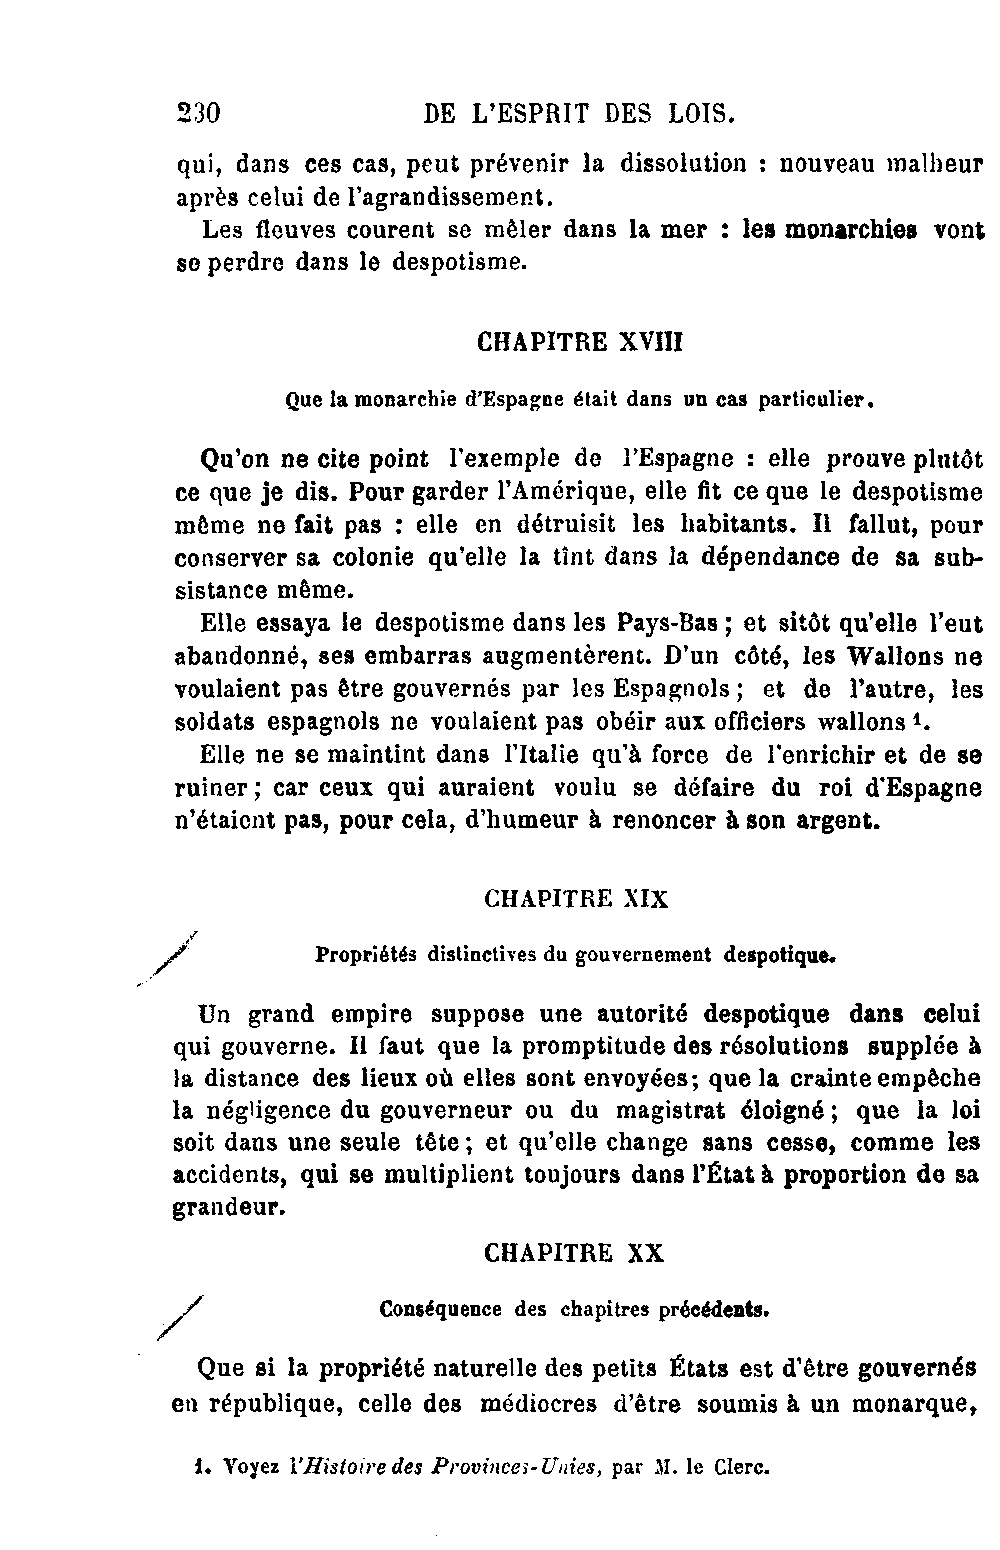 230 DE L'ESPRIT DES LOIS.
qui, dans ces cas, peut prévenir la dissolution : nouveau malheur
après celui de l'agrandissement.
Les fleuves courent se mêler dans la mer : les monarchies vont
se perdre dans le despotisme.
CHAPITRE XVIII
Que la monarchie d'Espagne était dans un cas particulier.
Qu'on ne cite point l'exemple de l'Espagne : elle prouve plutôt
ce que je dis. Pour garder l'Amérique, elle fit ce que le despotisme
même ne fait pas : elle en détruisit les habitants. Il fallut, pour
conserver sa colonie qu'elle la tînt dans la dépendance de sa sub-
sistance même.
Elle essaya le despotisme dans les Pays-Bas ; et sitôt qu'elle l'eut
abandonné, ses embarras augmentèrent. D'un côté, les Wallons ne
voulaient pas être gouvernés par les Espagnols ; et de l'autre, les
soldats espagnols ne voulaient pas obéir aux officiers wallons 1.
Elle ne se maintint dans l'Italie qu'à force de l'enrichir et de se
ruiner ; car ceux qui auraient voulu se défaire du roi d'Espagne
n'étaient pas, pour cela, d'humeur à renoncer à son argent.
CHAPITRE XIX
Propriétés distinctives du gouvernement despotique.
Un grand empire suppose une autorité despotique dans celui
qui gouverne. Il faut que la promptitude des résolutions supplée à
la distance des lieux où elles sont envoyées ; que la crainte empêche
la négligence du gouverneur ou du magistrat éloigné ; que la loi
soit dans une seule tête ; et qu'elle change sans cesse, comme les
accidents, qui se multiplient toujours dans l'État à proportion de sa
grandeur.
CHAPITRE XX
Conséquence des chapitres précédents.
Que si la propriété naturelle des petits États est d'être gouvernés
en république, celle des médiocres d'être soumis à un monarque,
1. Voyez l'Histoire des Provinces-Unies, par M. le Clerc.